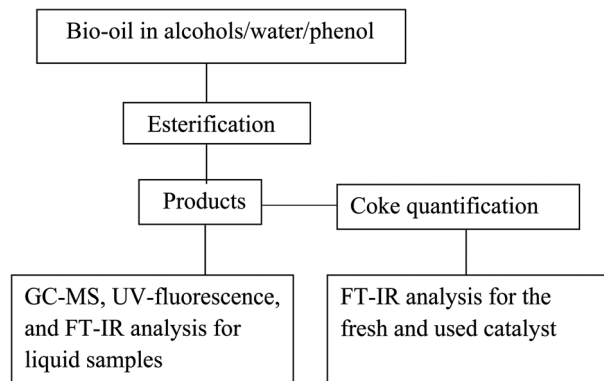 Bio-oil in alcohols/water/phenol
Esterification
Products
Coke quantification
GC-MS, UV-fluorescence,
and FT-IR analysis for
liquid samples
FT-IR analysis for the
fresh and used catalyst